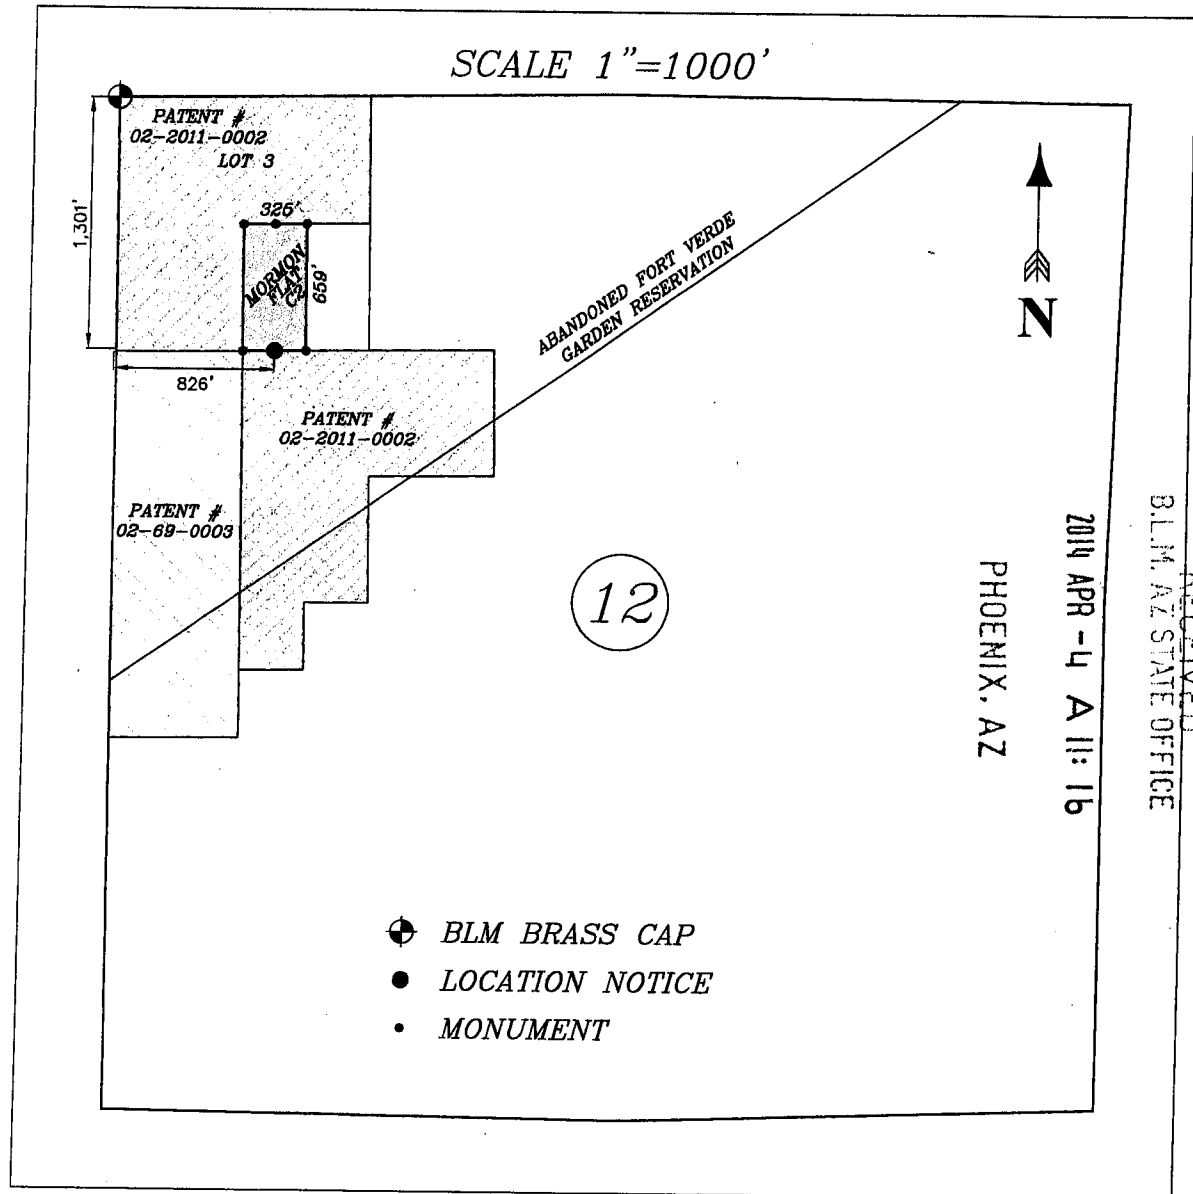 SCALE 1"=1000'
PATENT #
02-2011-0002
LOT 3
1,301'
325'
MORMON
FLAT
C2
659'
826'
ABANDONED FORT VERDE
GARDEN RESERVATION
N
PATENT #
02-2011-0002
PATENT #
02-69-0003
12
RECEIVED
B.L.M. AZ STATE OFFICE
2014 APR -4 A 11: 16
PHOENIX, AZ
BLM BRASS CAP
LOCATION NOTICE
MONUMENT